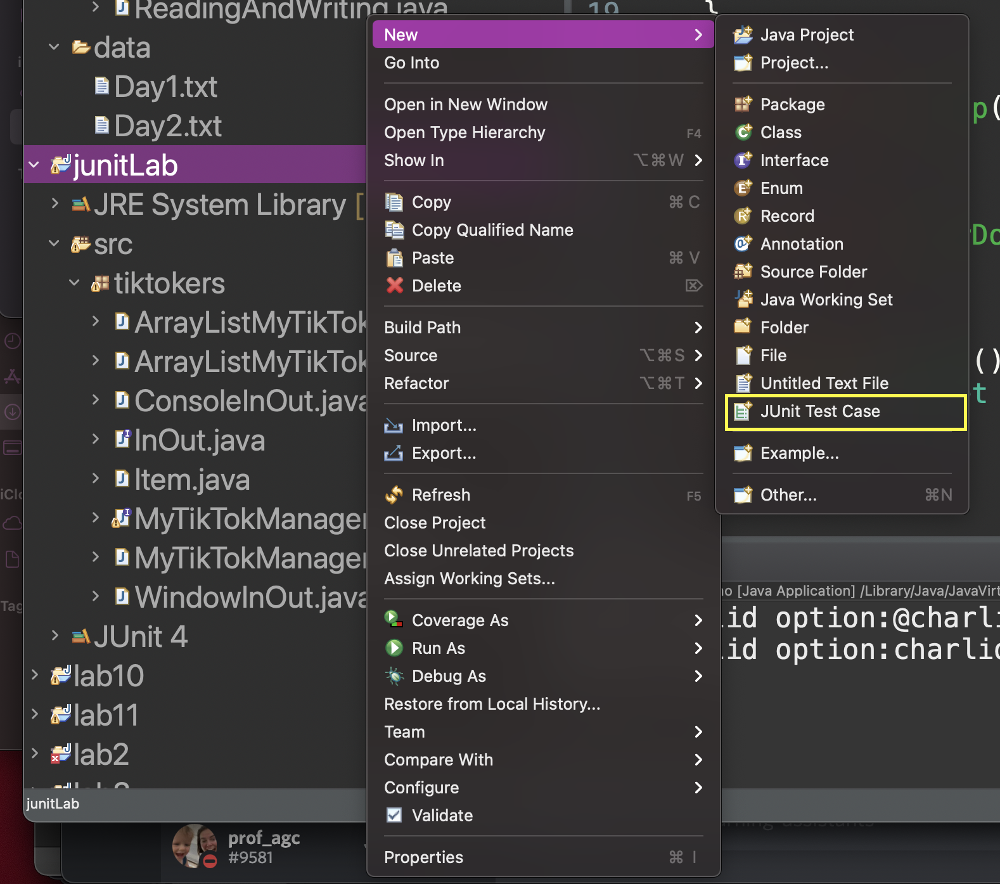 ReadingAndWriting.java
data
Day1.txt
Day2.txt
junitLab
JRE System Library [
src
tiktokers
ArrayListMyTikTok
ArrayListMyTikTok
ConsoleInOut.java
InOut.java
Item.java
MyTikTokManager
MyTikTokManager
WindowInOut.java
JUnit 4
lab10
lab11
lab2
junitLab
prof_agc
#9581
New
Go Into
Open in New Window
Open Type Hierarchy F4
Show In ⌥⌘W
Copy ⌘ C
Copy Qualified Name
Paste ⌘ V
Delete ⌦
Build Path
Source ⌥⌘S
Refactor ⌥⌘T
Import...
Export...
Refresh F5
Close Project
Close Unrelated Projects
Assign Working Sets...
Coverage As
Run As
Debug As
Restore from Local History...
Team
Compare With
Configure
Validate
Properties ⌘ I
Java Project
Project...
Package
Class
Interface
Enum
Record
Annotation
Source Folder
Java Working Set
Folder
File
Untitled Text File
JUnit Test Case
Example...
Other... ⌘N
19 {
p(
Do
()
t
[Java Application] /Library/Java/JavaVirt
lid option:@charli
lid option:charlid